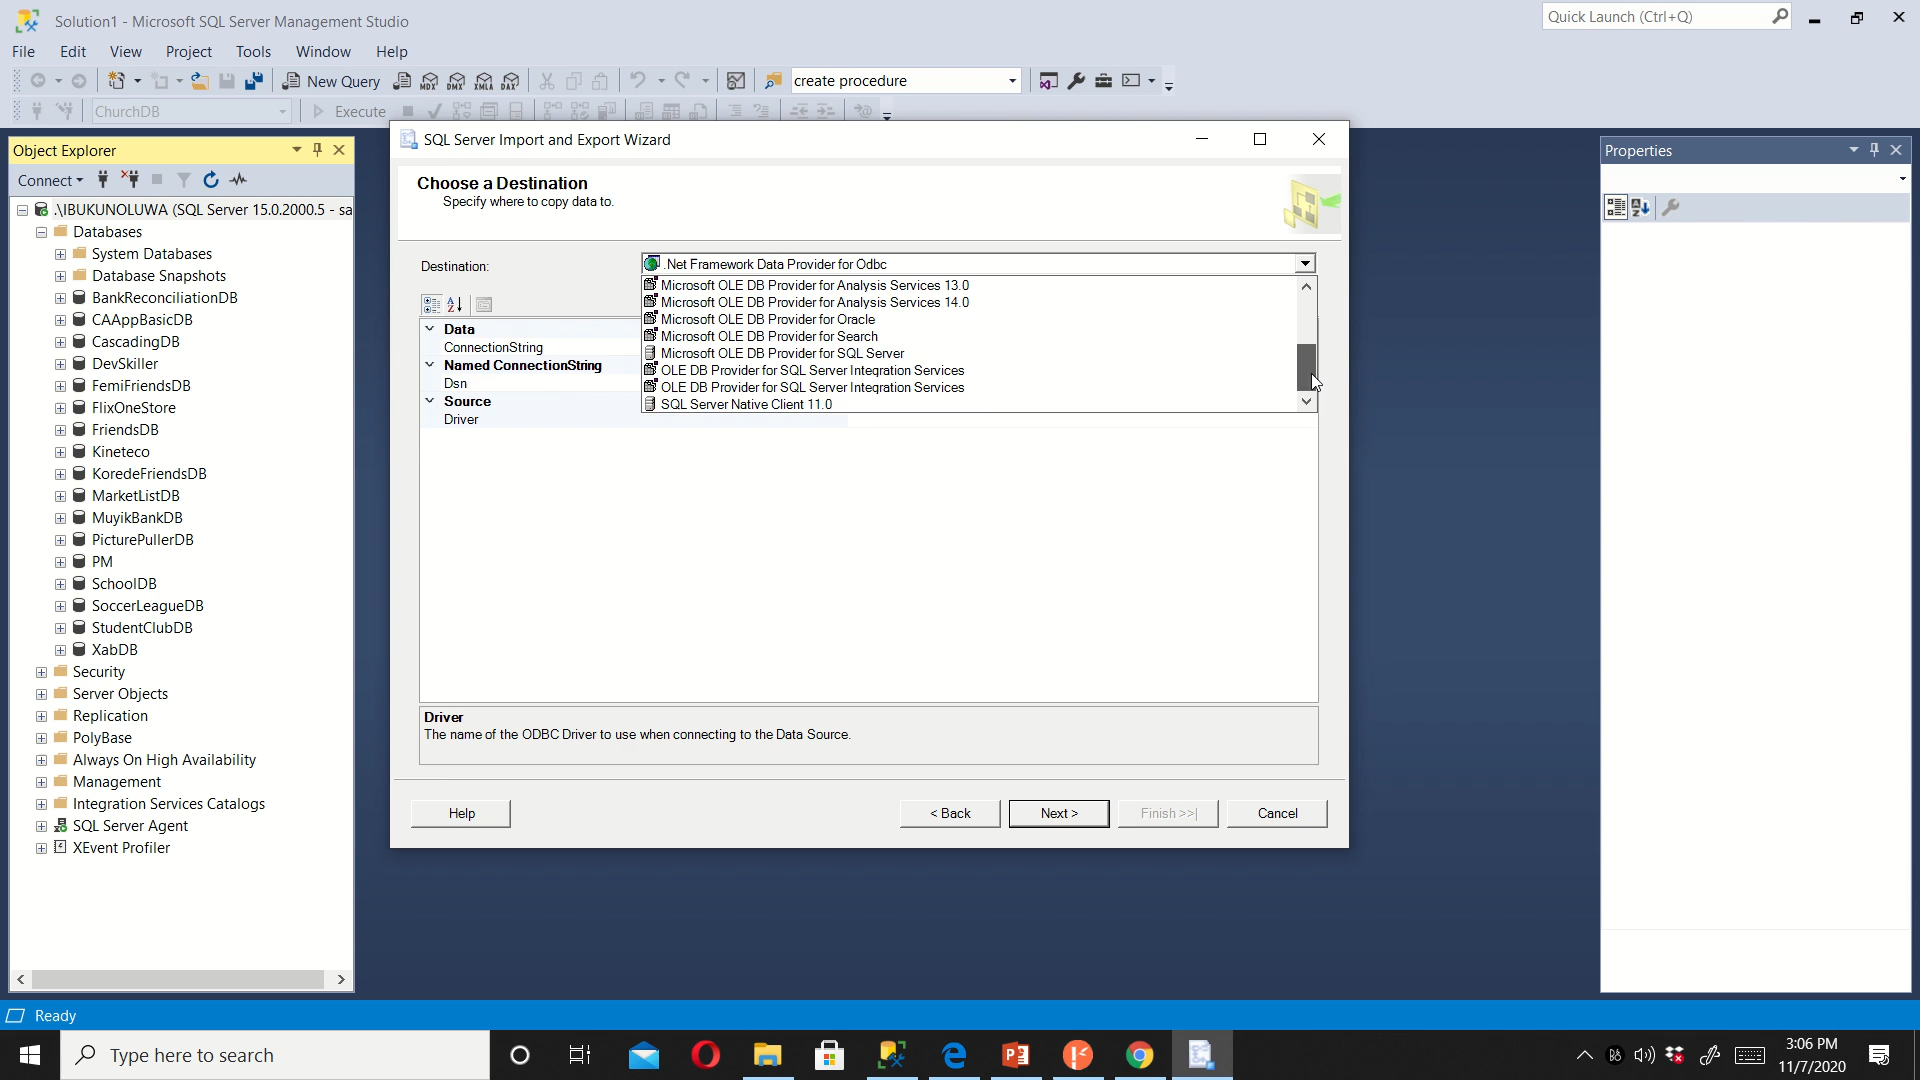 Solution1 - Microsoft SQL Server Management Studio
Quick Launch (Ctrl+Q)
File Edit View Project Tools Window Help
New Query MDX DMX XMLA DAX create procedure
ChurchDB Execute
Object Explorer
Connect
.\IBUKUNOLUWA (SQL Server 15.0.2000.5 - sa
Databases
System Databases
Database Snapshots
BankReconciliationDB
CAAppBasicDB
CascadingDB
DevSkiller
FemiFriendsDB
FlixOneStore
FriendsDB
Kineteco
KoredeFriendsDB
MarketListDB
MuyikBankDB
PicturePullerDB
PM
SchoolDB
SoccerLeagueDB
StudentClubDB
XabDB
Security
Server Objects
Replication
PolyBase
Always On High Availability
Management
Integration Services Catalogs
SQL Server Agent
XEvent Profiler
SQL Server Import and Export Wizard
Choose a Destination
Specify where to copy data to.
Destination: .Net Framework Data Provider for Odbc
Microsoft OLE DB Provider for Analysis Services 13.0
Microsoft OLE DB Provider for Analysis Services 14.0
Microsoft OLE DB Provider for Oracle
Microsoft OLE DB Provider for Search
Microsoft OLE DB Provider for SQL Server
OLE DB Provider for SQL Server Integration Services
OLE DB Provider for SQL Server Integration Services
SQL Server Native Client 11.0
Data
ConnectionString
Named ConnectionString
Dsn
Source
Driver
Driver
The name of the ODBC Driver to use when connecting to the Data Source.
Help < Back Next > Finish >>| Cancel
Properties
Ready
Type here to search
3:06 PM
11/7/2020